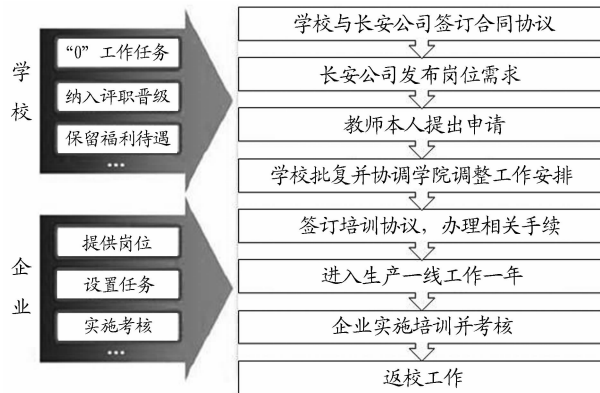 学校
“0”工作任务
纳入评职晋级
保留福利待遇
...
企业
提供岗位
设置任务
实施考核
...
学校与长安公司签订合同协议
长安公司发布岗位需求
教师本人提出申请
学校批复并协调学院调整工作安排
签订培训协议，办理相关手续
进入生产一线工作一年
企业实施培训并考核
返校工作